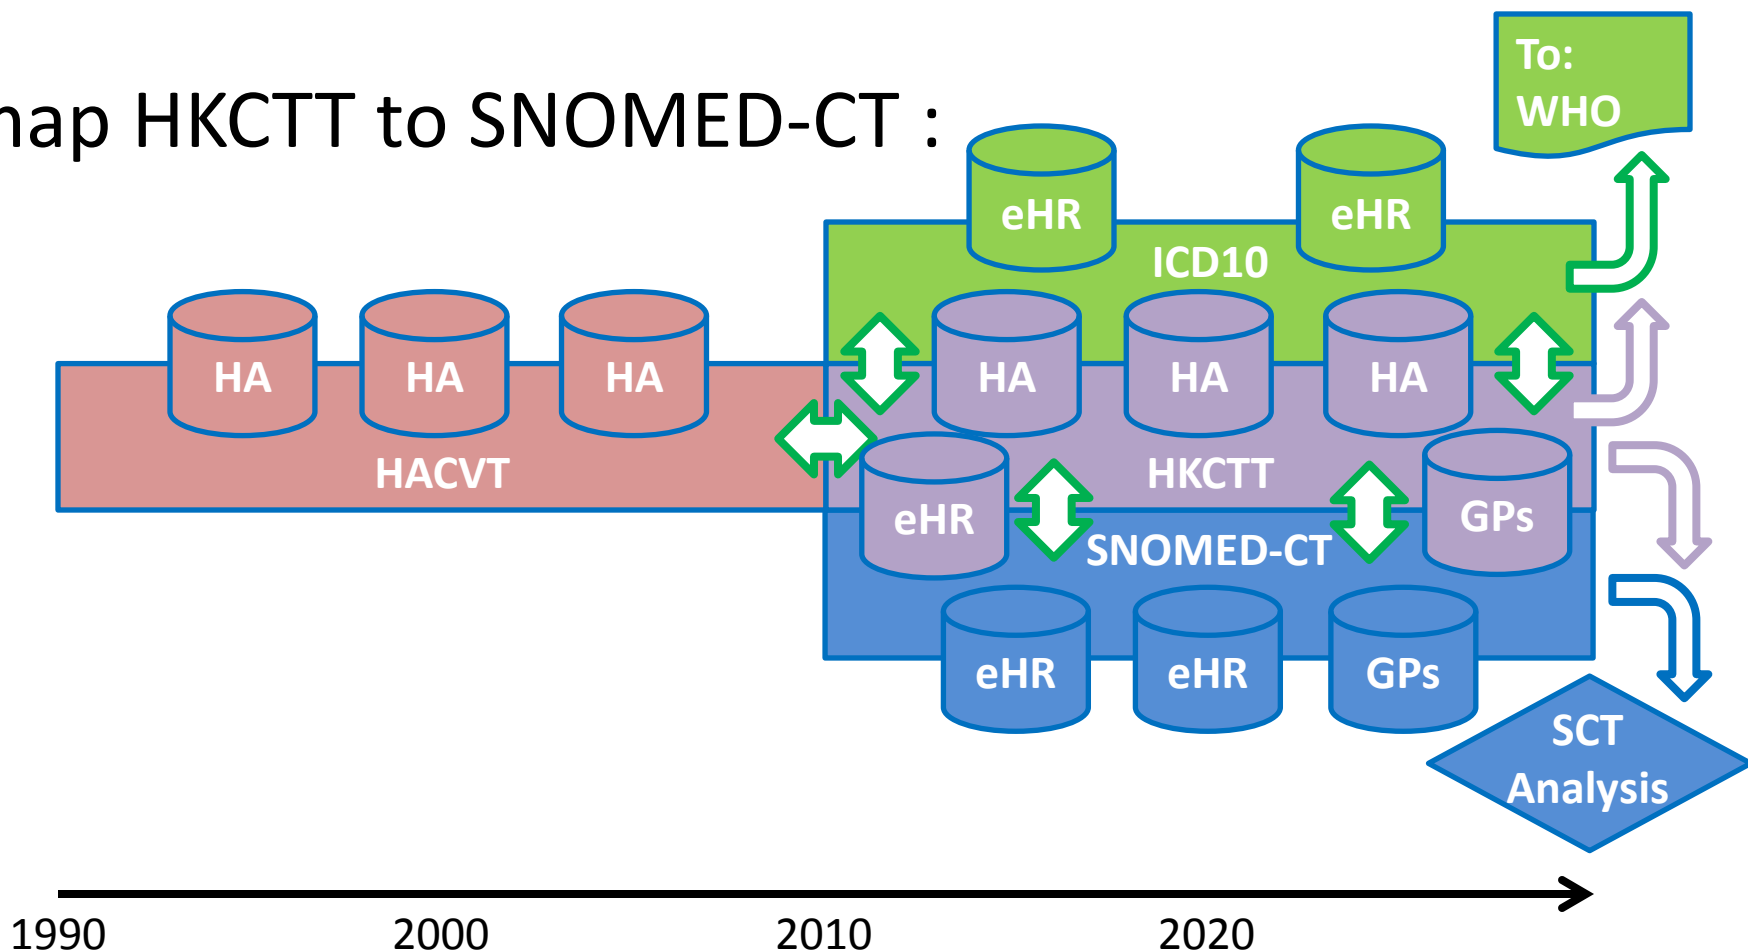 map HKCTT to SNOMED-CT :
To:
WHO
eHR
eHR
ICD10
HA
HA
HA
HA
HA
HA
HACVT
HKCTT
eHR
GPs
SNOMED-CT
eHR
eHR
GPs
SCT
Analysis
1990
2000
2010
2020